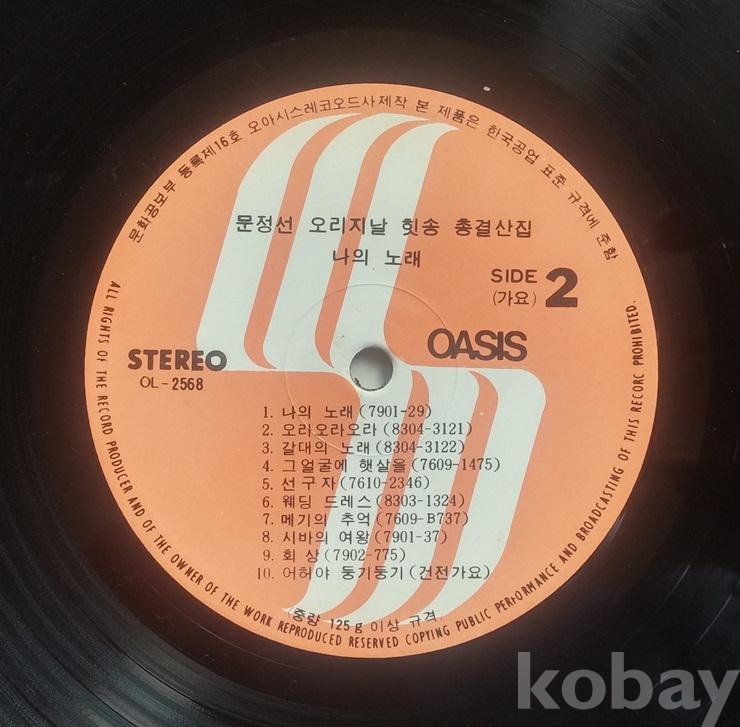 문화공보부 등록제16호 오아시스레코오드사제작 본 제품은 한국공업 표준 규격에 준함
문정선 오리지날 힛송 총결산집
나의 노래
SIDE 2
(가요)
OASIS
STEREO
OL-2568
1. 나의 노래(7901-29)
2. 오라오라오라(8304-3121)
3. 갈대의 노래(8304-3122)
4. 그얼굴에 햇살을(7609-1475)
5. 선구자(7610-2346)
6. 웨딩 드레스(8303-1324)
7. 메기의 추억(7609-B737)
8. 시바의 여왕(7901-37)
9. 회상(7902-775)
10. 어허야 둥기둥기(건전가요)
(중량 125g이상 규격)
ALL RIGHTS OF THE RECORD PRODUCER AND OF THE OWNER OF THE WORK REPRODUCED RESERVED COPYING PUBLIC PERFORMANCE AND BROADCASTING OF THIS RECORC PROHIBITED.
kobay